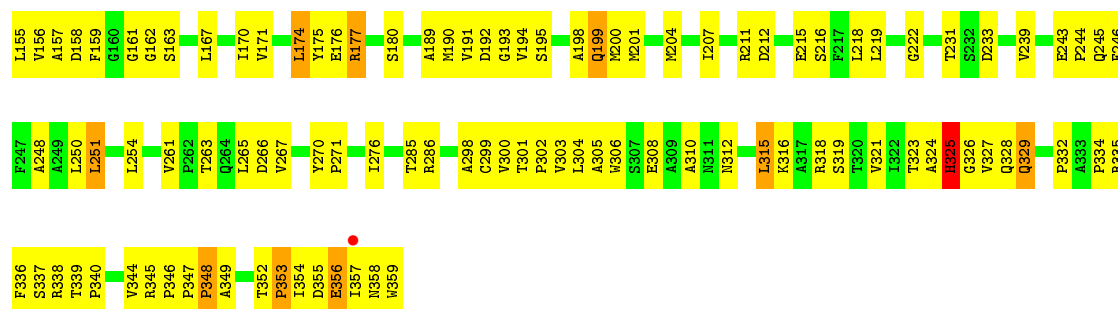 L155 V156 A157 D158 F159 G160 G161 G162 S163 L167 I170 V171 L174 Y175 E176 R177 S180 A189 M190 V191 D192 G193 V194 S195 A198 Q199 M200 M201 M204 I207 R211 D212 E215 S216 F217 L218 L219 G222 T231 S232 D233 V239 E243 P244 Q245
F247 A248 A249 L250 L251 L254 V261 P262 T263 Q264 L265 D266 V267 Y270 P271 I276 T285 R286 A298 C299 V300 T301 P302 V303 L304 A305 W306 S307 E308 A309 A310 N311 N312 L315 K316 A317 R318 S319 T320 V321 I322 T323 A324 H325 G326 V327 Q328 Q329 P332 A333 P334
F336 S337 R338 T339 P340 V344 R345 P346 P347 P348 A349 T352 P353 I354 D355 E356 I357 N358 W359